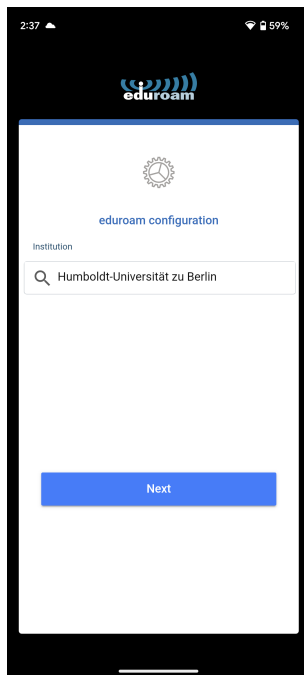 2:37
59%
eduroam
eduroam configuration
Institution
Humboldt-Universität zu Berlin
Next